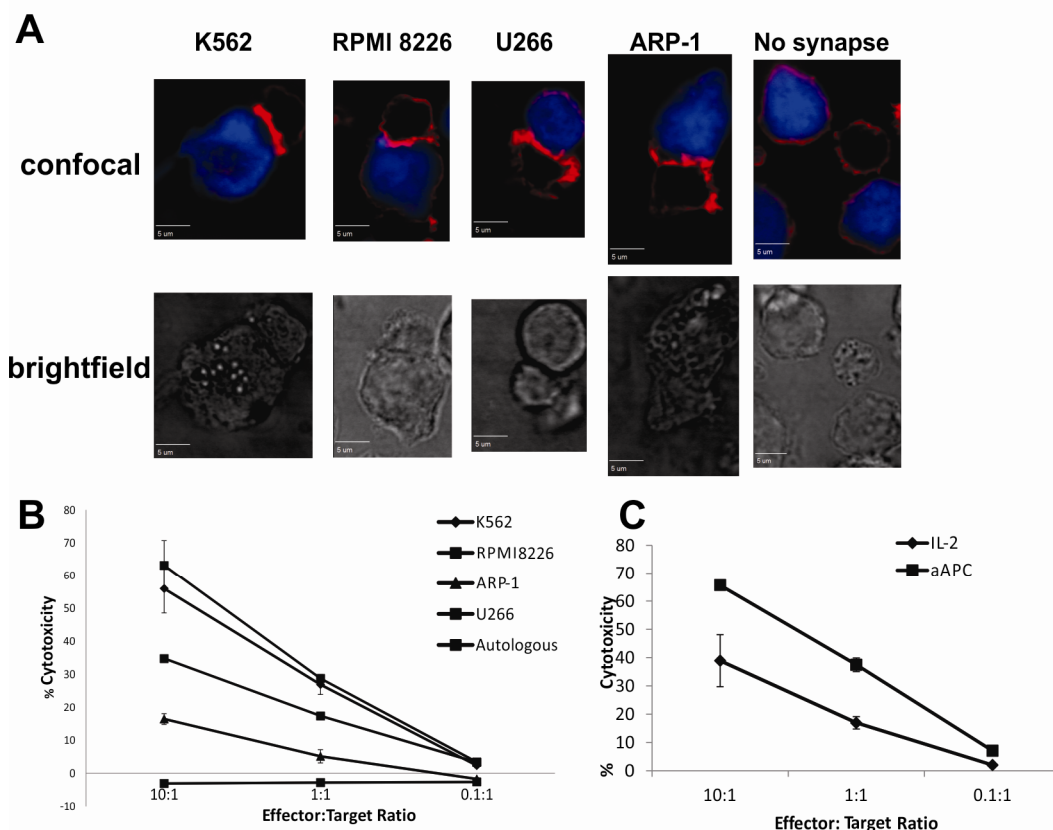 A
K562 RPMI 8226 U266 ARP-1 No synapse
confocal
5 um 5 um 5 um 5 um 5 um
brightfield
5 um 5 um 5 um 5 um 5 um
B
% Cytotoxicity
80
70
60
50
40
30
20
10
0
-10
10:1 1:1 0.1:1
Effector:Target Ratio
K562
RPMI8226
ARP-1
U266
Autologous
C
% Cytotoxicity
80
70
60
50
40
30
20
10
0
10:1 1:1 0.1:1
Effector: Target Ratio
IL-2
aAPC